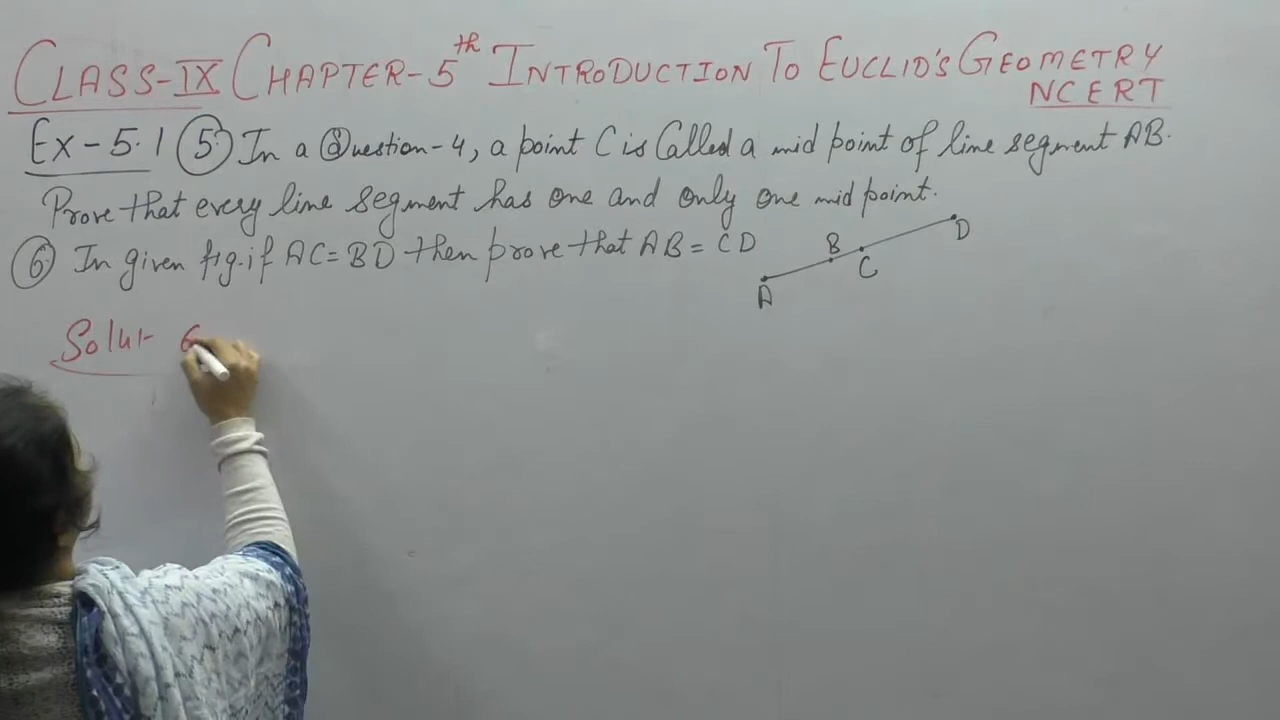 CLASS-IX CHAPTER-5th INTRODUCTION TO EUCLID'S GEOMETRY
NCERT
Ex-5.1 (5) In a Question-4, a point C is Called a mid point of line segment AB.
Prove that every line segment has one and only one mid point.
(6) In given fig. if AC=BD then prove that AB=CD
A B C D
Solut- 6